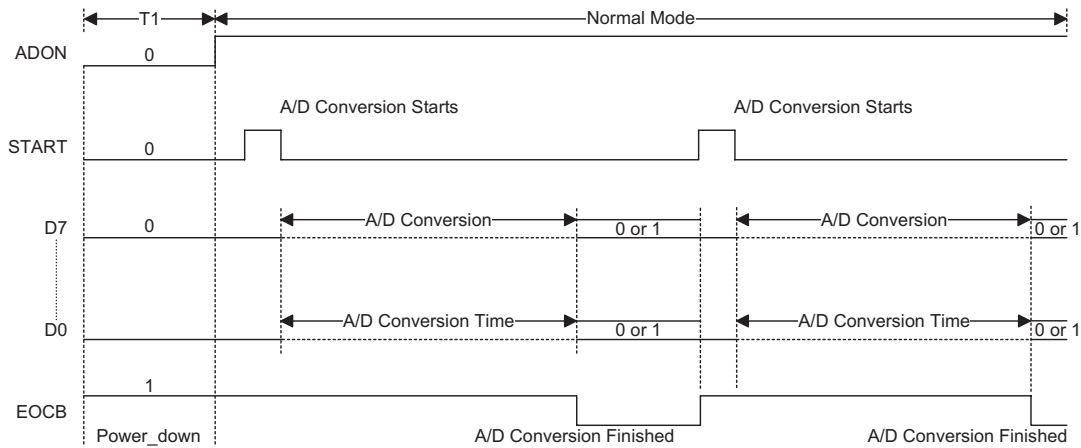 T1 Normal Mode
ADON 0
A/D Conversion Starts A/D Conversion Starts
START 0
D7 0 A/D Conversion 0 or 1 A/D Conversion 0 or 1
D0 A/D Conversion Time 0 or 1 A/D Conversion Time 0 or 1
1
EOCB
Power_down A/D Conversion Finished A/D Conversion Finished